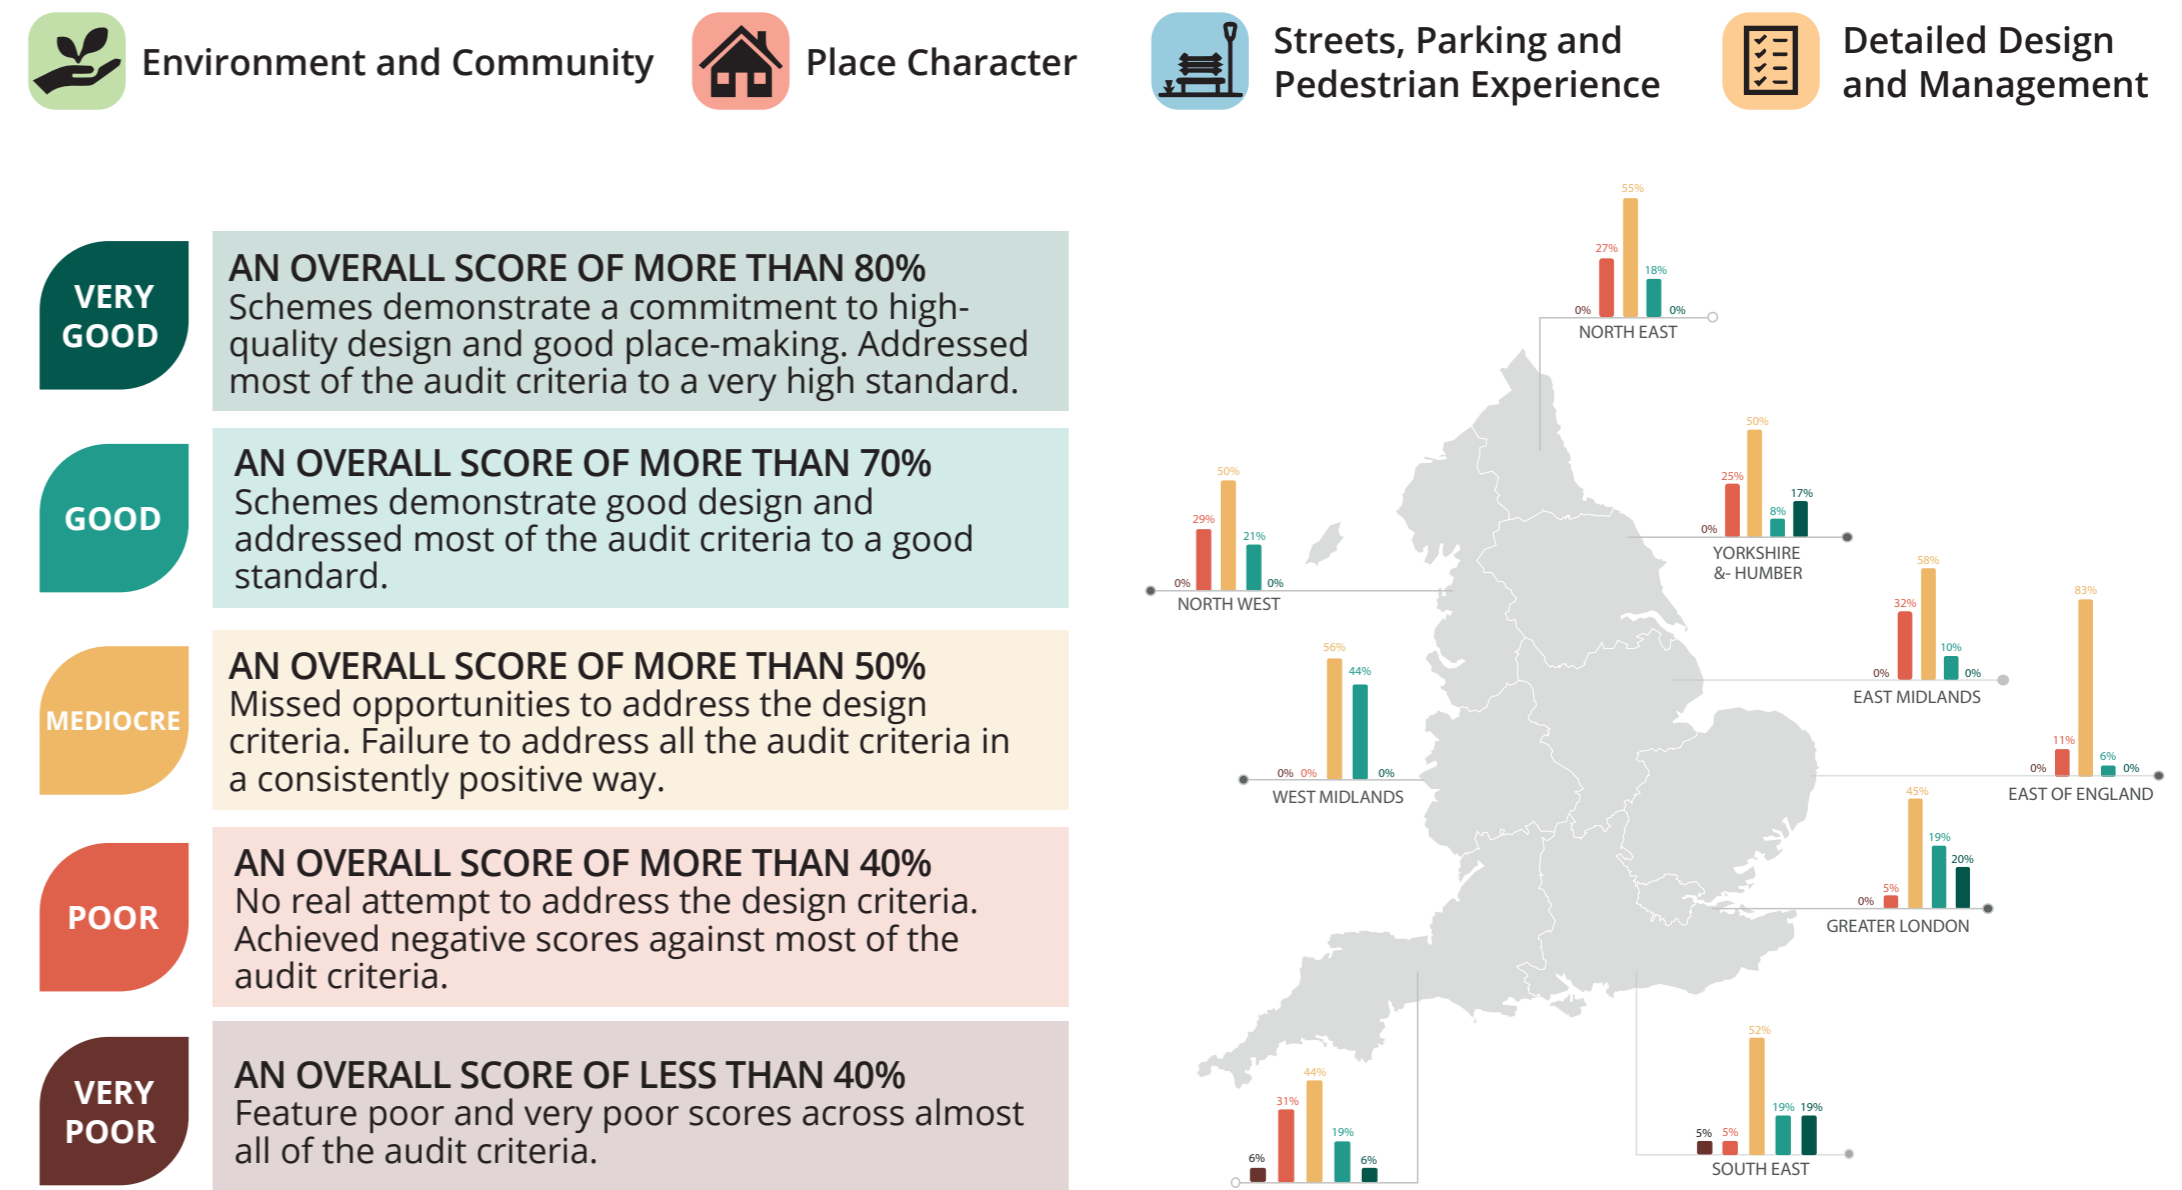 Environment and Community
Place Character
Streets, Parking and
Pedestrian Experience
Detailed Design
and Management
VERY
GOOD
AN OVERALL SCORE OF MORE THAN 80%
Schemes demonstrate a commitment to high-
quality design and good place-making. Addressed
most of the audit criteria to a very high standard.
GOOD
AN OVERALL SCORE OF MORE THAN 70%
Schemes demonstrate good design and
addressed most of the audit criteria to a good
standard.
MEDIOCRE
AN OVERALL SCORE OF MORE THAN 50%
Missed opportunities to address the design
criteria. Failure to address all the audit criteria in
a consistently positive way.
POOR
AN OVERALL SCORE OF MORE THAN 40%
No real attempt to address the design criteria.
Achieved negative scores against most of the
audit criteria.
VERY
POOR
AN OVERALL SCORE OF LESS THAN 40%
Feature poor and very poor scores across almost
all of the audit criteria.
0% 27% 55% 18% 0%
NORTH EAST
0% 25% 50% 8% 17%
YORKSHIRE
&- HUMBER
0% 29% 50% 21% 0%
NORTH WEST
0% 32% 58% 10% 0%
EAST MIDLANDS
0% 0% 56% 44% 0%
WEST MIDLANDS
0% 11% 83% 6% 0%
EAST OF ENGLAND
0% 5% 45% 19% 20%
GREATER LONDON
5% 5% 52% 19% 19%
SOUTH EAST
6% 31% 44% 19% 6%